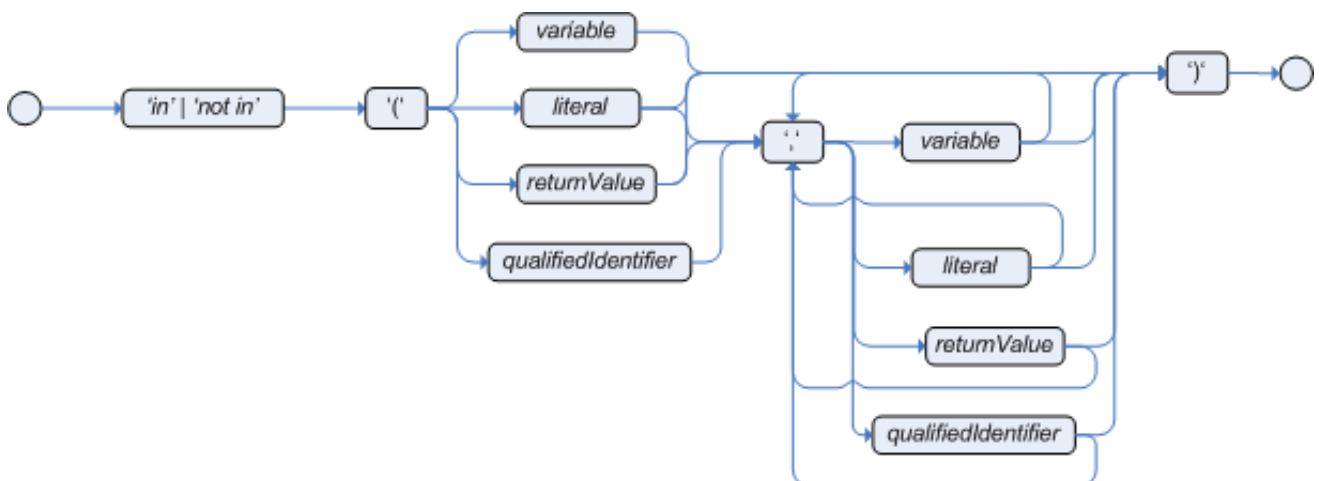 variable
'in' | 'not in'
'('
literal
returnValue
qualifiedIdentifier
‘,‘
variable
literal
returnValue
qualifiedIdentifier
‘)‘